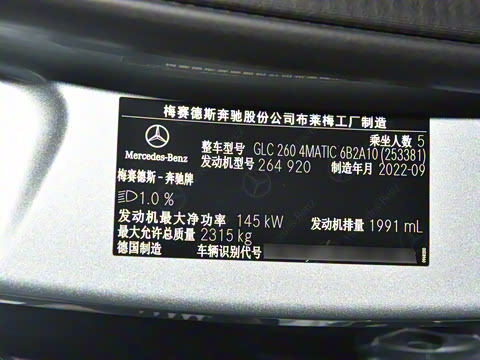 梅赛德斯奔驰股份公司布莱梅工厂制造
乘坐人数 5
整车型号 GLC 260 4MATIC 6B2A10 (253381)
Mercedes-Benz
发动机型号 264 920 制造年月 2022-09
梅赛德斯-奔驰牌
1.0 %
发动机最大净功率 145 kW 发动机排量 1991 mL
最大允许总质量 2315 kg
德国制造 车辆识别代号